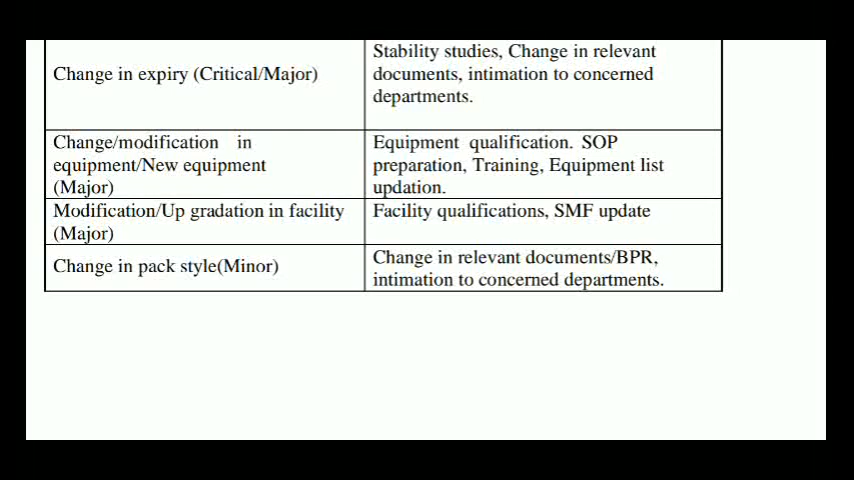 Change in expiry (Critical/Major)
Stability studies, Change in relevant
documents, intimation to concerned
departments.
Change/modification in
equipment/New equipment
(Major)
Equipment qualification. SOP
preparation, Training, Equipment list
updation.
Modification/Up gradation in facility
(Major)
Facility qualifications, SMF update
Change in pack style(Minor)
Change in relevant documents/BPR,
intimation to concerned departments.